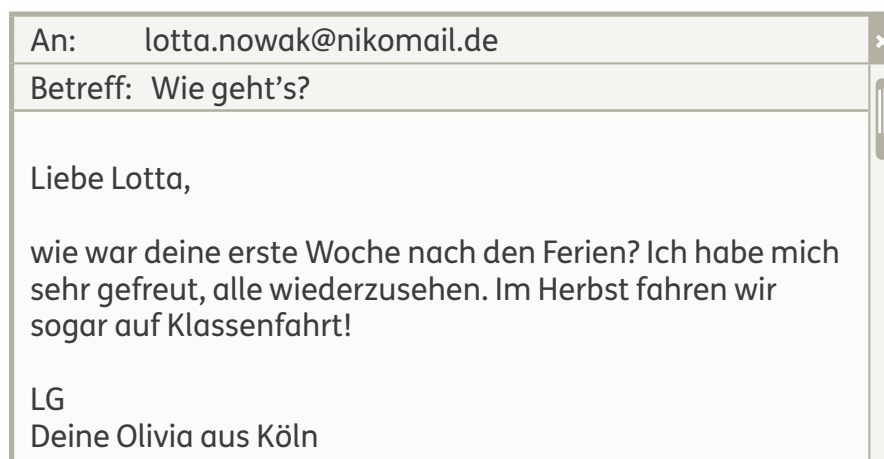 An: lotta.nowak@nikomail.de
Betreff: Wie geht's?
Liebe Lotta,
wie war deine erste Woche nach den Ferien? Ich habe mich
sehr gefreut, alle wiederzusehen. Im Herbst fahren wir
sogar auf Klassenfahrt!
LG
Deine Olivia aus Köln